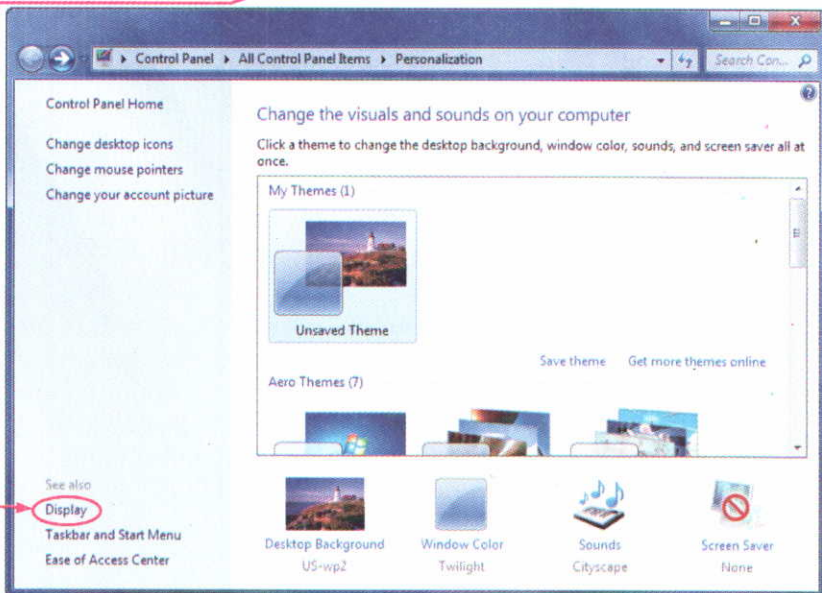 Control Panel ▸ All Control Panel Items ▸ Personalization
Search Con...
Control Panel Home
Change desktop icons
Change mouse pointers
Change your account picture
Change the visuals and sounds on your computer
Click a theme to change the desktop background, window color, sounds, and screen saver all at
once.
My Themes (1)
Unsaved Theme
Save theme Get more themes online
Aero Themes (7)
See also
Display
Taskbar and Start Menu
Ease of Access Center
Desktop Background
US-wp2
Window Color
Twilight
Sounds
Cityscape
Screen Saver
None